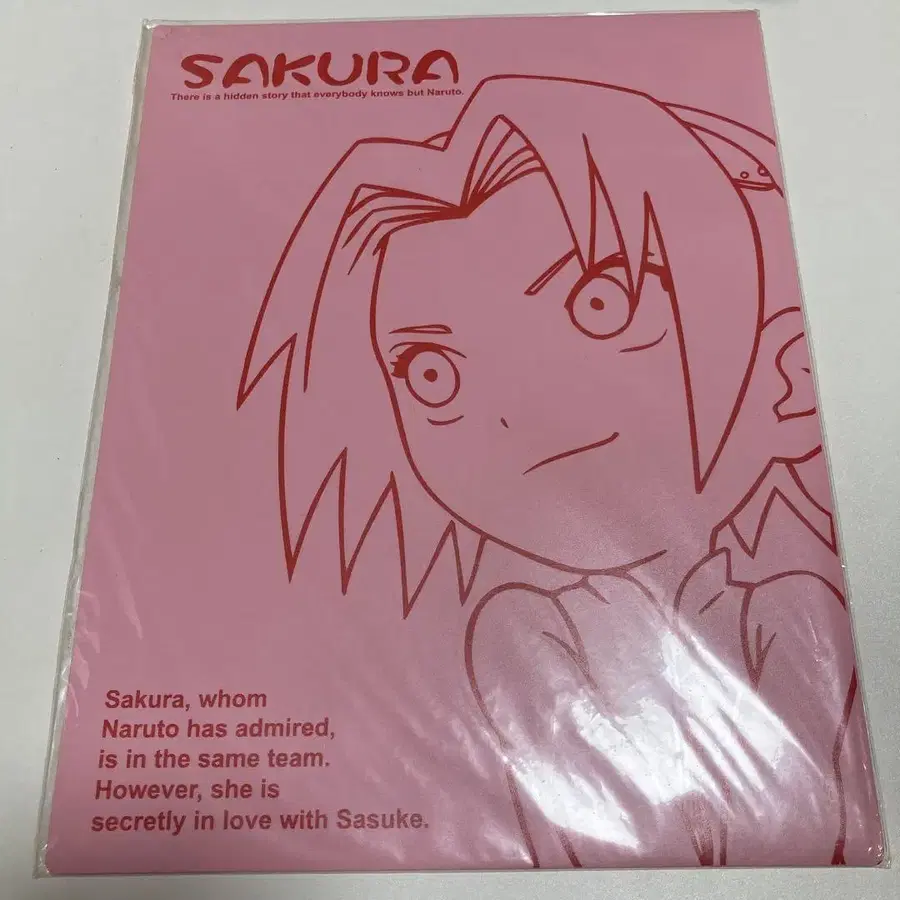 SAKURA
There is a hidden story that everybody knows but Naruto.
Sakura, whom
Naruto has admired,
is in the same team.
However, she is
secretly in love with Sasuke.